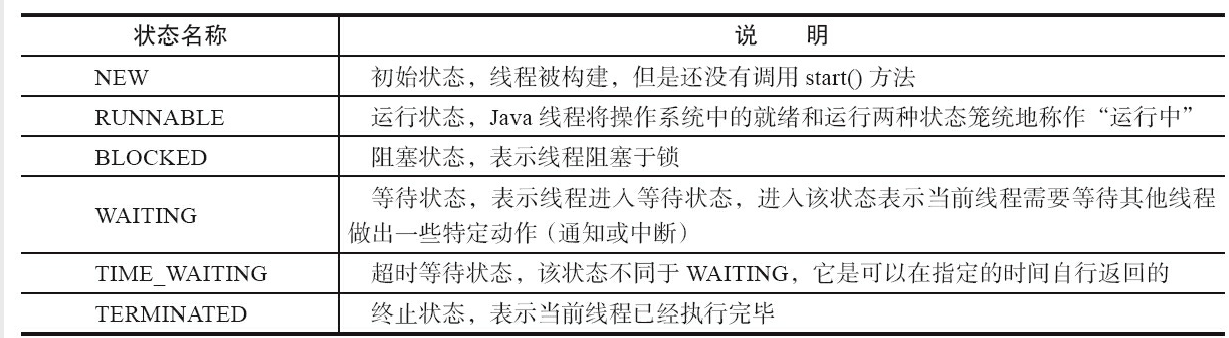 状态名称 说 明
NEW 初始状态，线程被构建，但是还没有调用 start() 方法
RUNNABLE 运行状态，Java 线程将操作系统中的就绪和运行两种状态笼统地称作“运行中”
BLOCKED 阻塞状态，表示线程阻塞于锁
WAITING 等待状态，表示线程进入等待状态，进入该状态表示当前线程需要等待其他线程
做出一些特定动作（通知或中断）
TIME_WAITING 超时等待状态，该状态不同于 WAITING，它是可以在指定的时间自行返回的
TERMINATED 终止状态，表示当前线程已经执行完毕